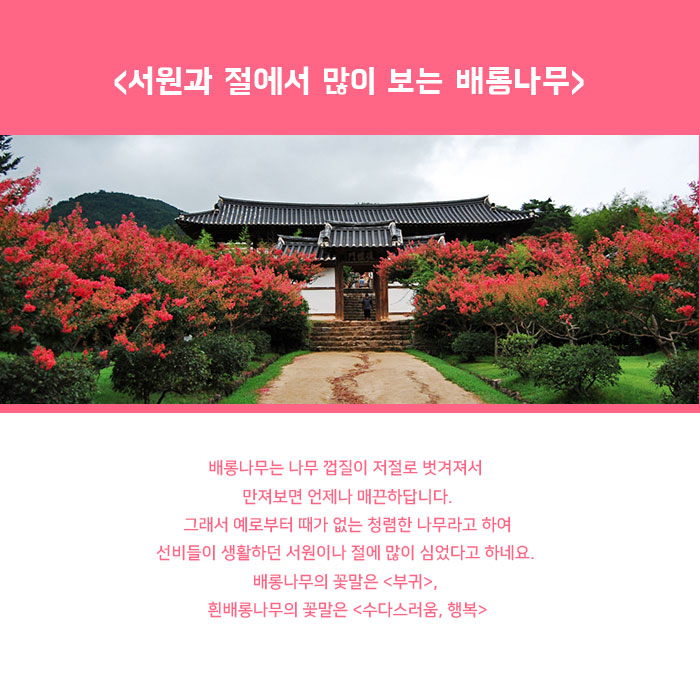 <서원과 절에서 많이 보는 배롱나무>
배롱나무는 나무 껍질이 저절로 벗겨져서
만져보면 언제나 매끈하답니다.
그래서 예로부터 때가 없는 청렴한 나무라고 하여
선비들이 생활하던 서원이나 절에 많이 심었다고 하네요.
배롱나무의 꽃말은 <부귀>,
흰배롱나무의 꽃말은 <수다스러움, 행복>